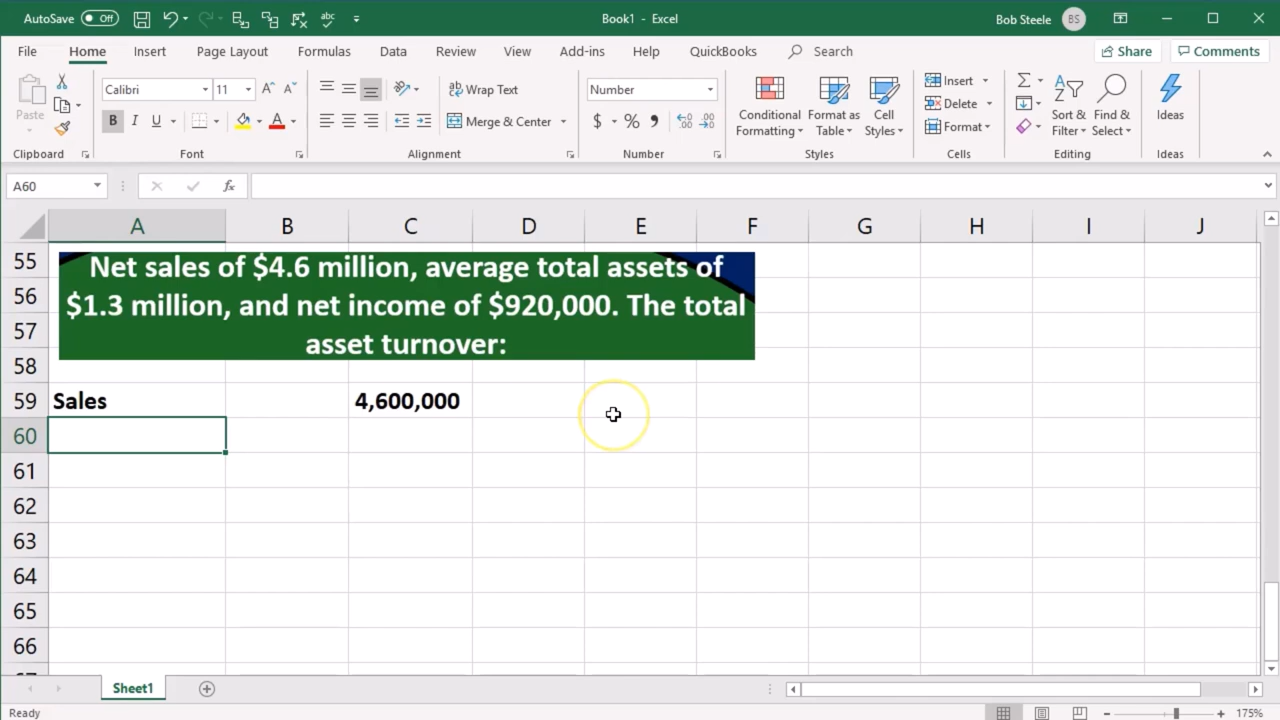 AutoSave Off
abc
Book1 - Excel
Bob Steele BS
File Home Insert Page Layout Formulas Data Review View Add-ins Help QuickBooks Search Share Comments
Paste
Calibri 11 A A
B I U A
ab Wrap Text
Merge & Center
Number
$ % ,
Conditional Formatting
Format as Table
Cell Styles
Insert
Delete
Format
Sort & Filter
Find & Select
Ideas
Clipboard Font Alignment Number Styles Cells Editing Ideas
A60 fx
A B C D E F G H I J
55
56
57
58
Net sales of $4.6 million, average total assets of
$1.3 million, and net income of $920,000. The total
asset turnover:
59 Sales 4,600,000
60
61
62
63
64
65
66
Sheet1
Ready 175%